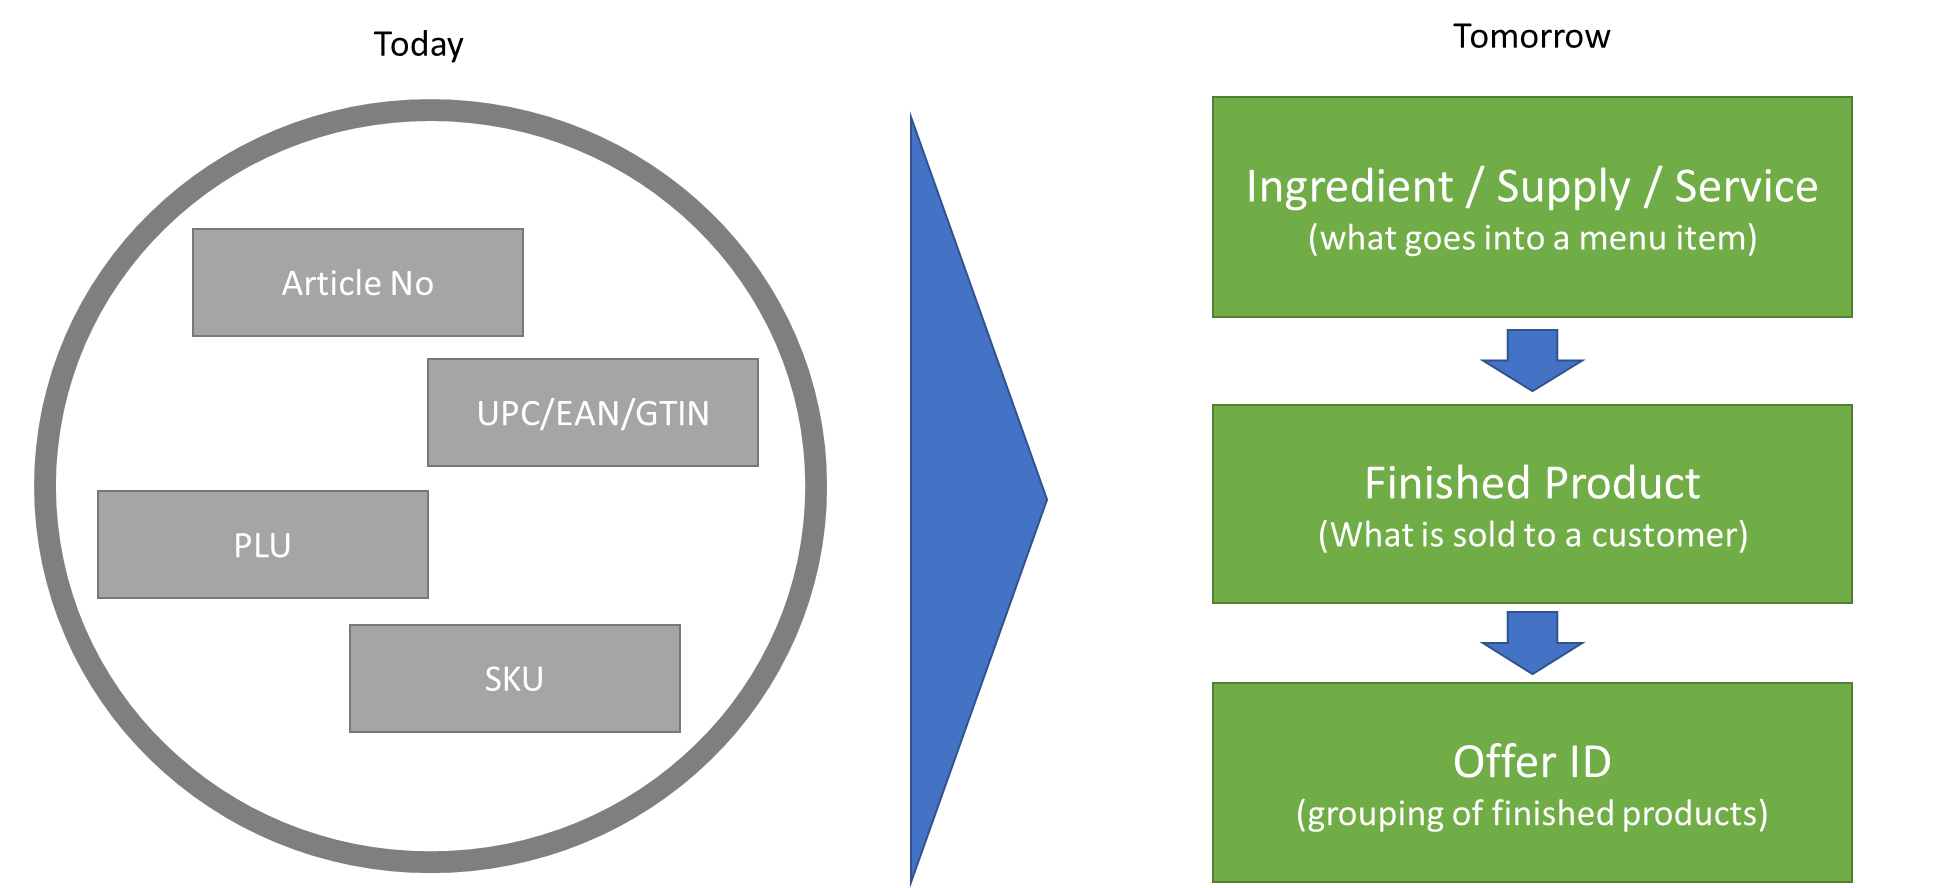 Today
Article No
UPC/EAN/GTIN
PLU
SKU
Tomorrow
Ingredient / Supply / Service
(what goes into a menu item)
Finished Product
(What is sold to a customer)
Offer ID
(grouping of finished products)